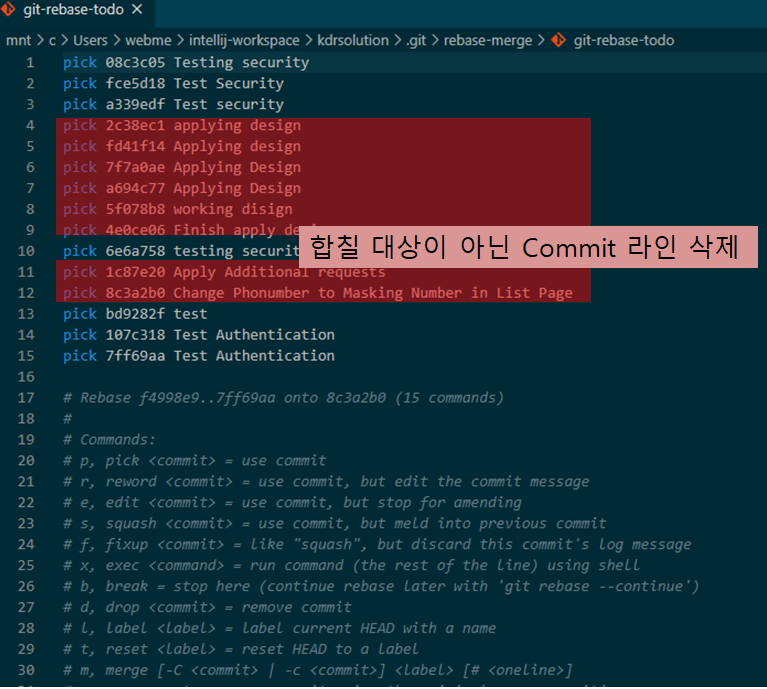 git-rebase-todo
mnt > c > Users > webme > intellij-workspace > kdrsolution > .git > rebase-merge > git-rebase-todo
1 pick 08c3c05 Testing security
2 pick fce5d18 Test Security
3 pick a339edf Test security
4 pick 2c38ec1 applying design
5 pick fd41f14 Applying Design
6 pick 7f7a0ae Applying Design
7 pick a694c77 Applying Design
8 pick 5f078b8 working disign
9 pick 4e0ce06 Finish apply
합칠 대상이 아닌 Commit 라인 삭제
10 pick 6e6a758 testing securit
11 pick 1c87e20 Apply Additional requests
12 pick 8c3a2b0 Change Phonumber to Masking Number in List Page
13 pick bd9282f test
14 pick 107c318 Test Authentication
15 pick 7ff69aa Test Authentication
16
17 # Rebase f4998e9..7ff69aa onto 8c3a2b0 (15 commands)
18 #
19 # Commands:
20 # p, pick <commit> = use commit
21 # r, reword <commit> = use commit, but edit the commit message
22 # e, edit <commit> = use commit, but stop for amending
23 # s, squash <commit> = use commit, but meld into previous commit
24 # f, fixup <commit> = like "squash", but discard this commit's log message
25 # x, exec <command> = run command (the rest of the line) using shell
26 # b, break = stop here (continue rebase later with 'git rebase --continue')
27 # d, drop <commit> = remove commit
28 # l, label <label> = label current HEAD with a name
29 # t, reset <label> = reset HEAD to a label
30 # m, merge [-C <commit> | -c <commit>] <label> [# <oneline>]